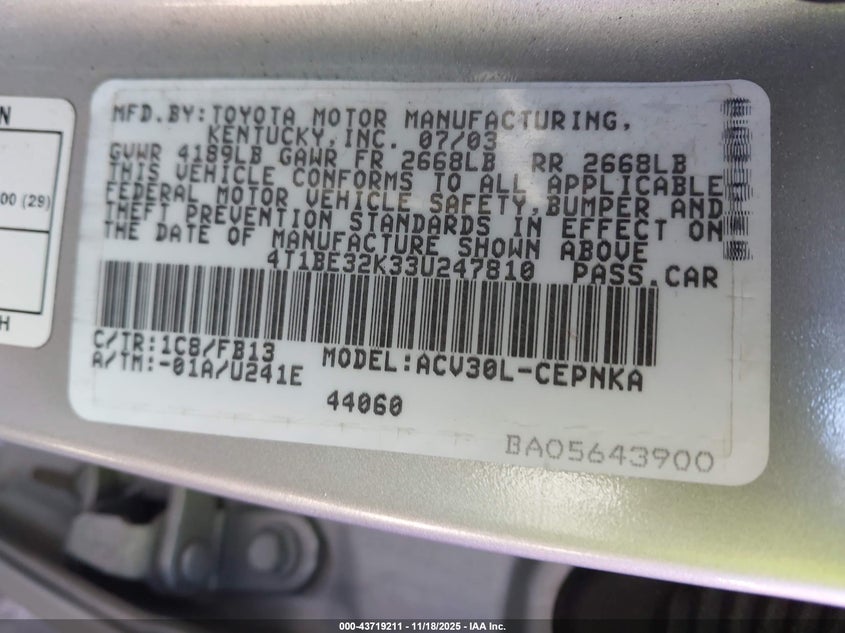 N
00 (29)
H
MFD.BY:TOYOTA MOTOR MANUFACTURING,
KENTUCKY,INC. 07/03
GVWR 4189LB GAWR FR 2668LB RR 2668LB
THIS VEHICLE CONFORMS TO ALL APPLICABLE
FEDERAL MOTOR VEHICLE SAFETY,BUMPER AND
THEFT PREVENTION STANDARDS IN EFFECT ON
THE DATE OF MANUFACTURE SHOWN ABOVE
4T1BE32K33U247810 PASS.CAR
C/TR:1C8/FB13 MODEL:ACV30L-CEPNKA
A/TM:-01A/U241E
44060
BA05643900
000-43719211 - 11/18/2025 - IAA Inc.